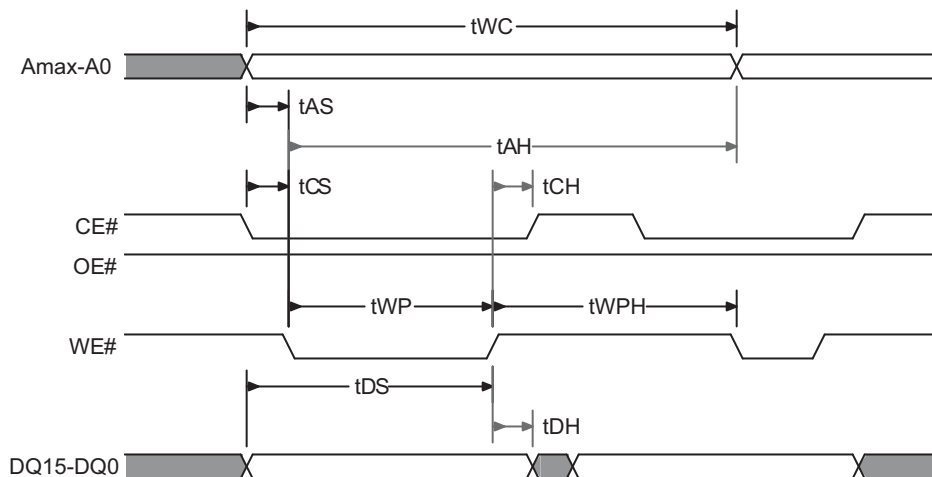 tWC
Amax-A0
tAS
tAH
tCS
tCH
CE#
OE#
tWP
tWPH
WE#
tDS
tDH
DQ15-DQ0